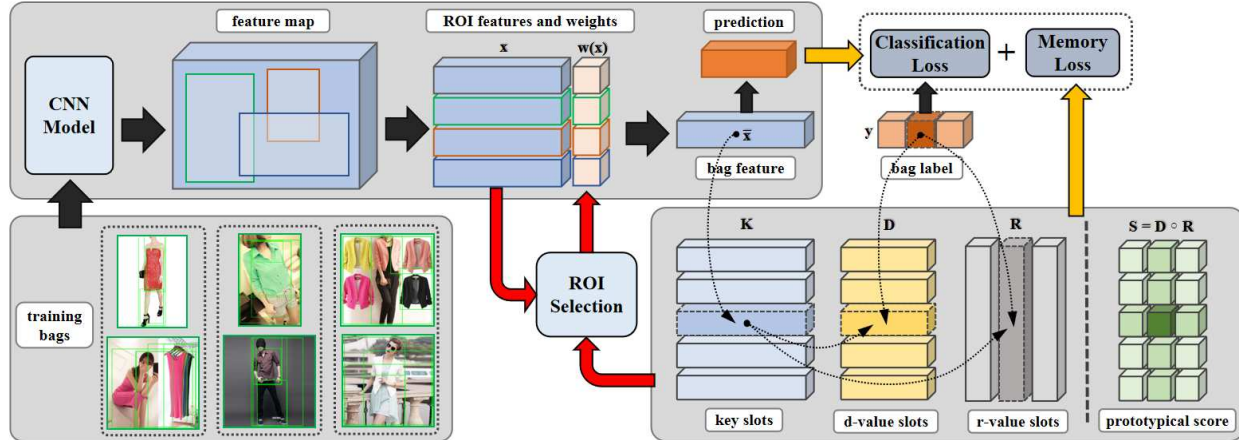 feature map
ROI features and weights
prediction
x
w(x)
Classification
Loss
+
Memory
Loss
CNN
Model
x̄
y
bag feature
bag label
training
bags
ROI
Selection
K
D
R
S = D ○ R
key slots
d-value slots
r-value slots
prototypical score